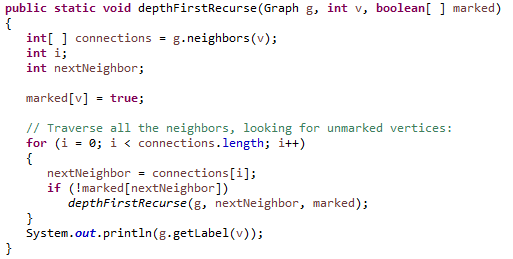 public static void depthFirstRecurse(Graph g, int v, boolean[ ] marked)
{
int[ ] connections = g.neighbors(v);
int i;
int nextNeighbor;
marked[v] = true;
// Traverse all the neighbors, looking for unmarked vertices:
for (i = 0; i < connections.length; i++)
{
nextNeighbor = connections[i];
if (!marked[nextNeighbor])
depthFirstRecurse(g, nextNeighbor, marked);
}
System.out.println(g.getLabel(v));
}